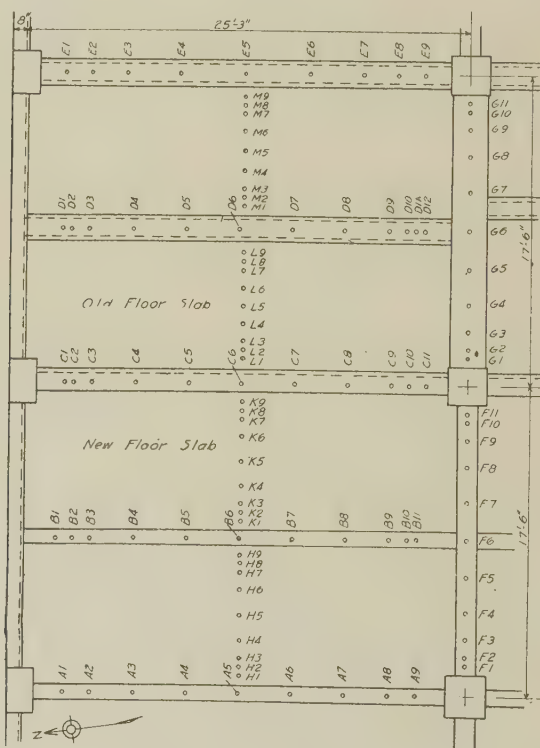 8"
25'-3"
E1 E2 E3 E4 E5 E6 E7 E8 E9
M9
M8
M7
M6
M5
M4
M3
M2
M1
G11
G10
G9
G8
G7
G6
G5
G4
G3
G2
G1
17'-6"
D1 D2 D3 D4 D5 D6 D7 D8 D9 D10 D1A D12
L9
L8
L7
L6
L5
L4
L3
L2
L1
Old Floor Slab
C1 C2 C3 C4 C5 C6 C7 C8 C9 C10 C11
K9
K8
K7
K6
K5
K4
K3
K2
K1
New Floor Slab
F11
F10
F9
F8
F7
F6
F5
F4
F3
F2
F1
17'-6"
B1 B2 B3 B4 B5 B6 B7 B8 B9 B10 B11
H9
H8
H7
H6
H5
H4
H3
H2
H1
A1 A2 A3 A4 A5 A6 A7 A8 A9
N